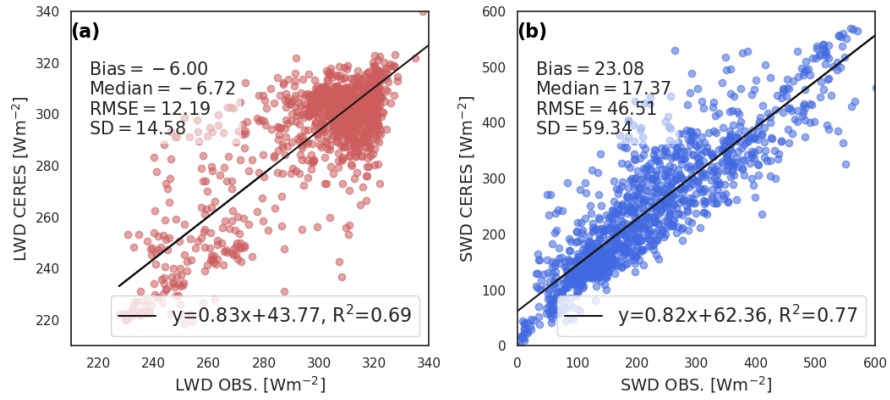 (a)
Bias = −6.00
Median = −6.72
RMSE = 12.19
SD = 14.58
y=0.83x+43.77, R²=0.69
340
320
300
280
260
240
220
LWD CERES [Wm⁻²]
220 240 260 280 300 320 340
LWD OBS. [Wm⁻²]
(b)
Bias = 23.08
Median = 17.37
RMSE = 46.51
SD = 59.34
y=0.82x+62.36, R²=0.77
600
500
400
300
200
100
0
SWD CERES [Wm⁻²]
0 100 200 300 400 500 600
SWD OBS. [Wm⁻²]